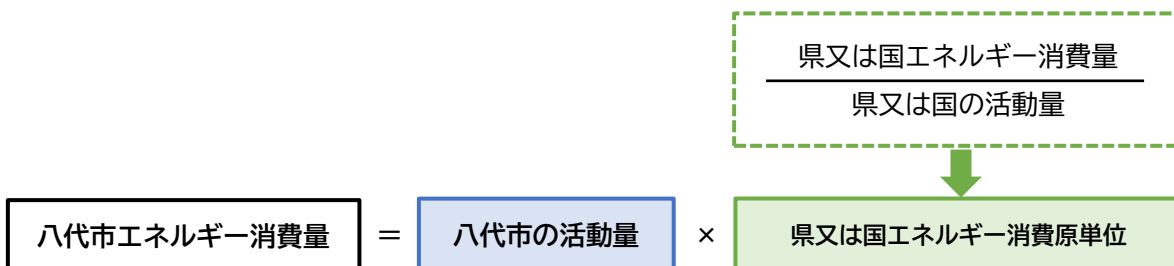 県又は国エネルギー消費量
県又は国の活動量
八代市エネルギー消費量 = 八代市の活動量 × 県又は国エネルギー消費原単位